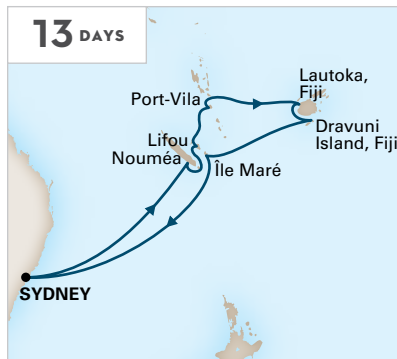 13 DAYS
Lautoka,
Fiji
Port-Vila
Dravuni
Island, Fiji
Lifou
Nouméa
Île Maré
SYDNEY